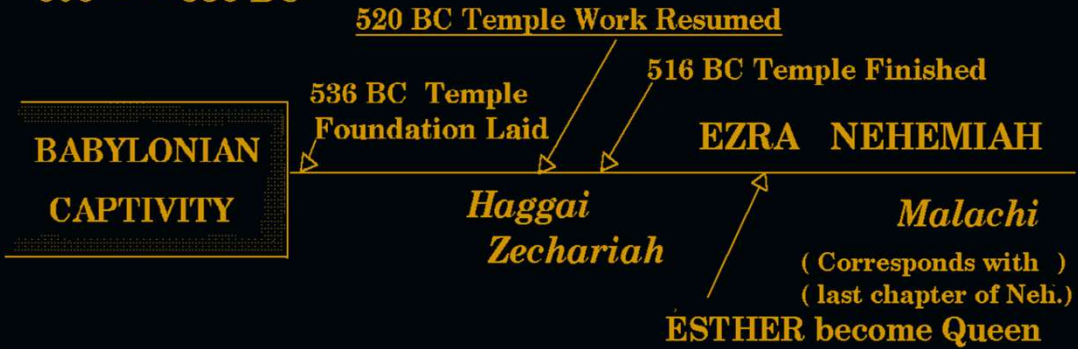 520 BC Temple Work Resumed
516 BC Temple Finished
536 BC Temple
Foundation Laid
BABYLONIAN
CAPTIVITY
EZRA NEHEMIAH
Haggai
Zechariah
Malachi
( Corresponds with )
( last chapter of Neh.)
ESTHER become Queen